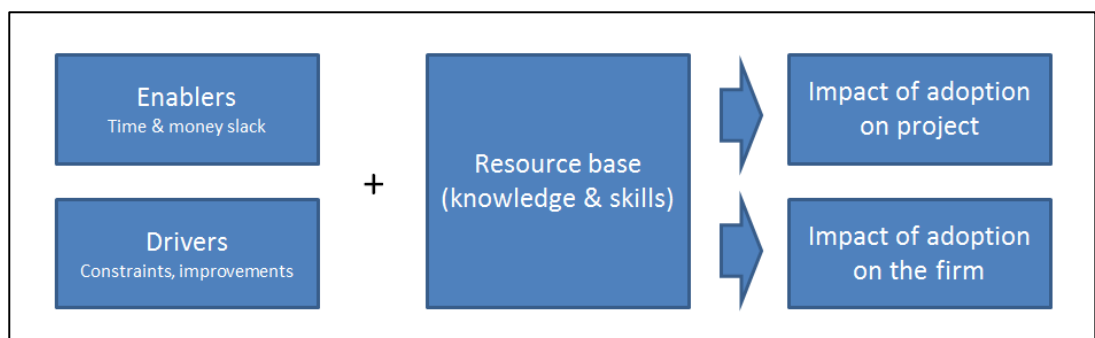 Enablers
Time & money slack
Drivers
Constraints, improvements
+
Resource base
(knowledge & skills)
Impact of adoption
on project
Impact of adoption
on the firm